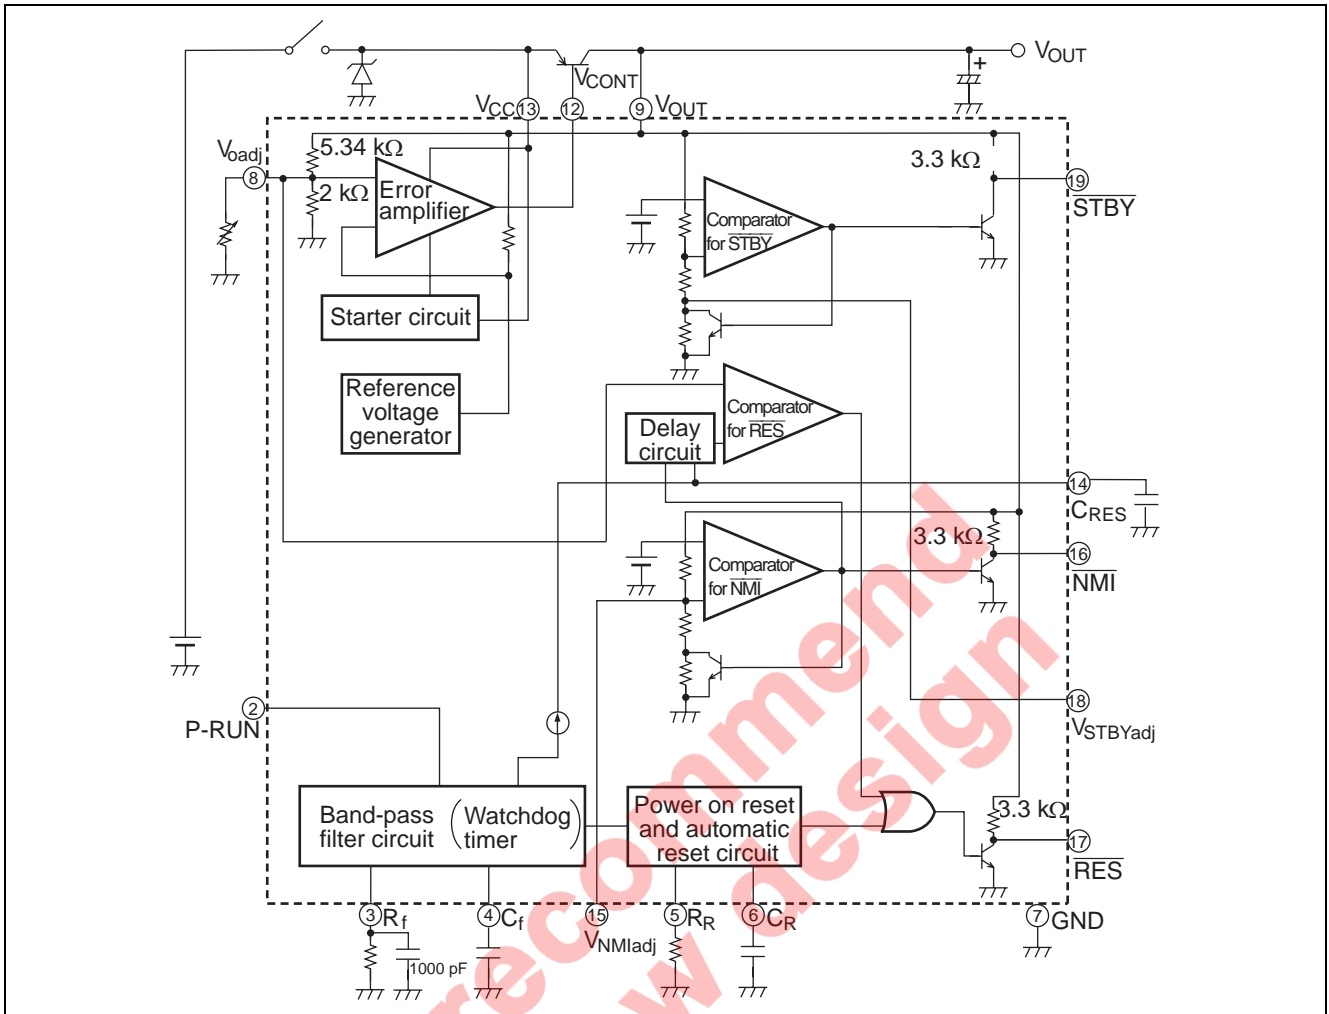 VOUT
VCONT
VCC 13
12
9 VOUT
Voadj
8
5.34 kΩ
2 kΩ
Error
amplifier
Comparator
for STBY
3.3 kΩ
19
STBY
Starter circuit
Reference
voltage
generator
Delay
circuit
Comparator
for RES
14
CRES
Comparator
for NMI
3.3 kΩ
16
NMI
2
P-RUN
18
VSTBYadj
Band-pass
filter circuit
(Watchdog
timer)
Power on reset
and automatic
reset circuit
3.3 kΩ
17
RES
3 Rf
1000 pF
4 Cf
15
VNMIadj
5 RR
6 CR
7 GND
recommend
w design